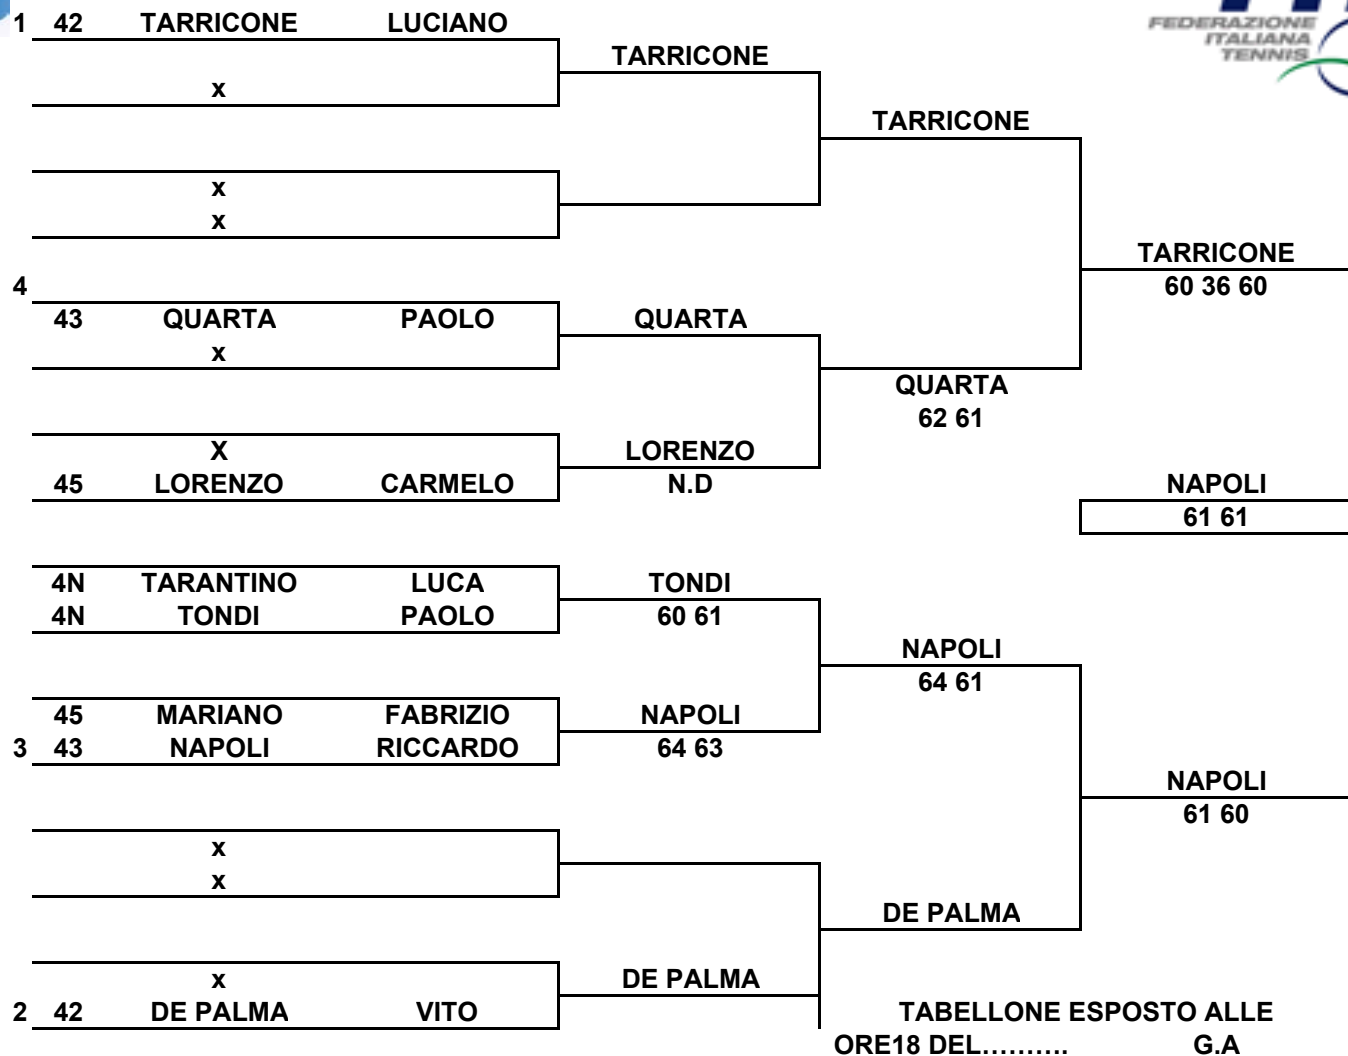 FEDERAZIONE
ITALIANA
TENNIS
1 42 TARRICONE LUCIANO
TARRICONE
x
TARRICONE
x
x
TARRICONE
4
60 36 60
43 QUARTA PAOLO
QUARTA
x
QUARTA
62 61
X
LORENZO
45 LORENZO CARMELO
N.D
NAPOLI
61 61
4N TARANTINO LUCA
TONDI
4N TONDI PAOLO
60 61
NAPOLI
64 61
45 MARIANO FABRIZIO
NAPOLI
3 43 NAPOLI RICCARDO
64 63
NAPOLI
61 60
x
x
DE PALMA
x
DE PALMA
2 42 DE PALMA VITO
TABELLONE ESPOSTO ALLE
ORE18 DEL………. G.A